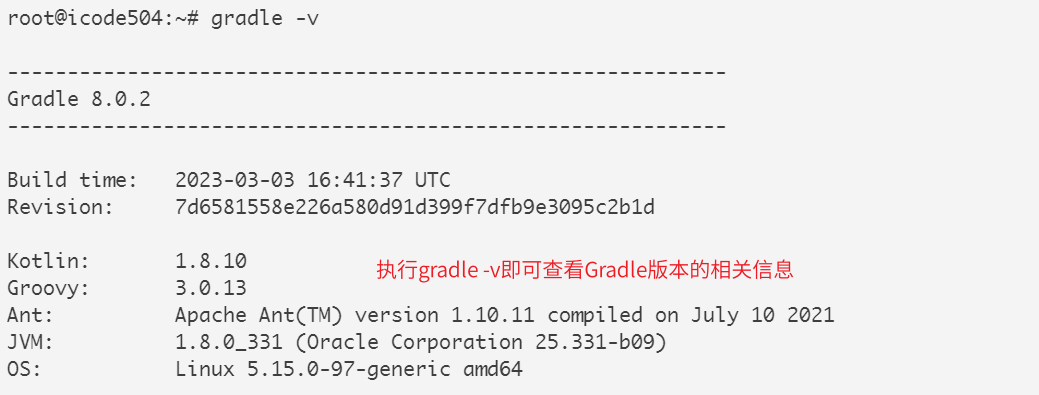 root@icode504:~# gradle -v
------------------------------------------------------------
Gradle 8.0.2
------------------------------------------------------------
Build time:   2023-03-03 16:41:37 UTC
Revision:     7d6581558e226a580d91d399f7dfb9e3095c2b1d
Kotlin:       1.8.10
执行gradle -v即可查看Gradle版本的相关信息
Groovy:       3.0.13
Ant:          Apache Ant(TM) version 1.10.11 compiled on July 10 2021
JVM:          1.8.0_331 (Oracle Corporation 25.331-b09)
OS:           Linux 5.15.0-97-generic amd64